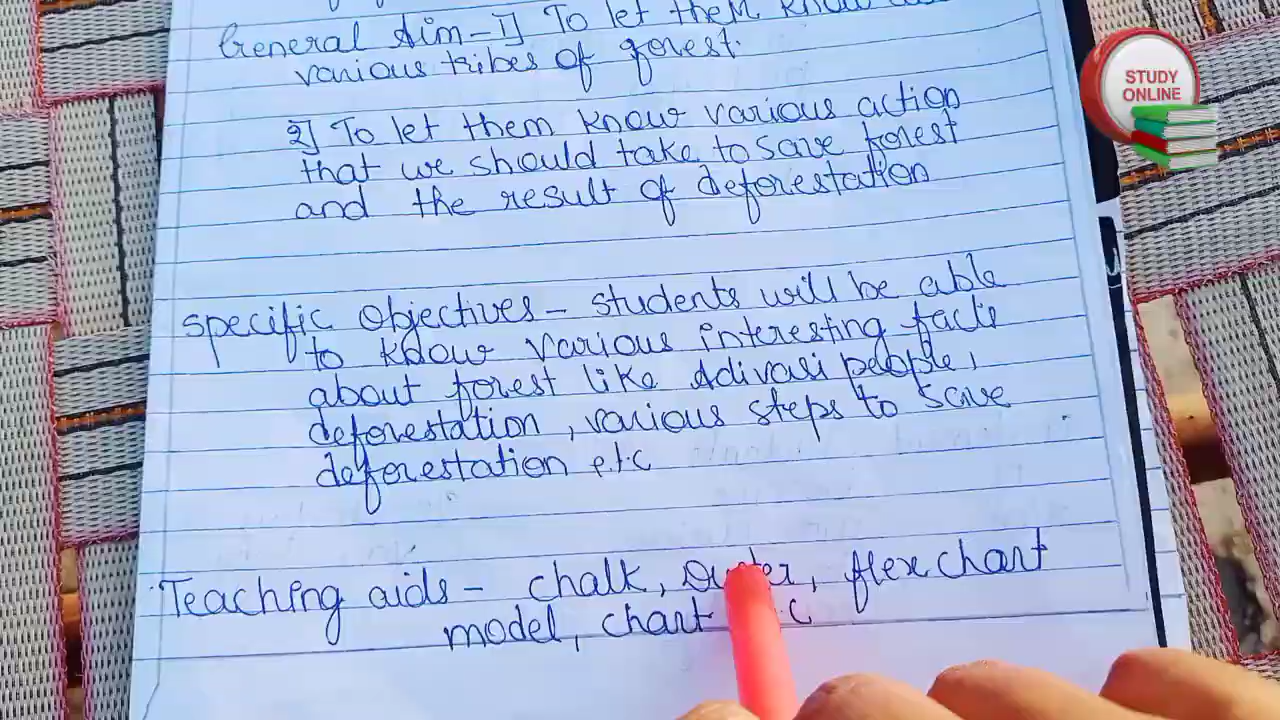 General Aim-1] To let them know
various tribes of forest.
2] To let them know various action
that we should take to save forest
and the result of deforestation
specific objectives - students will be able
to know various interesting facts
about forest like Adivasi people,
deforestation, various steps to save
deforestation etc
Teaching aids - chalk, flex chart
model, chart
STUDY
ONLINE